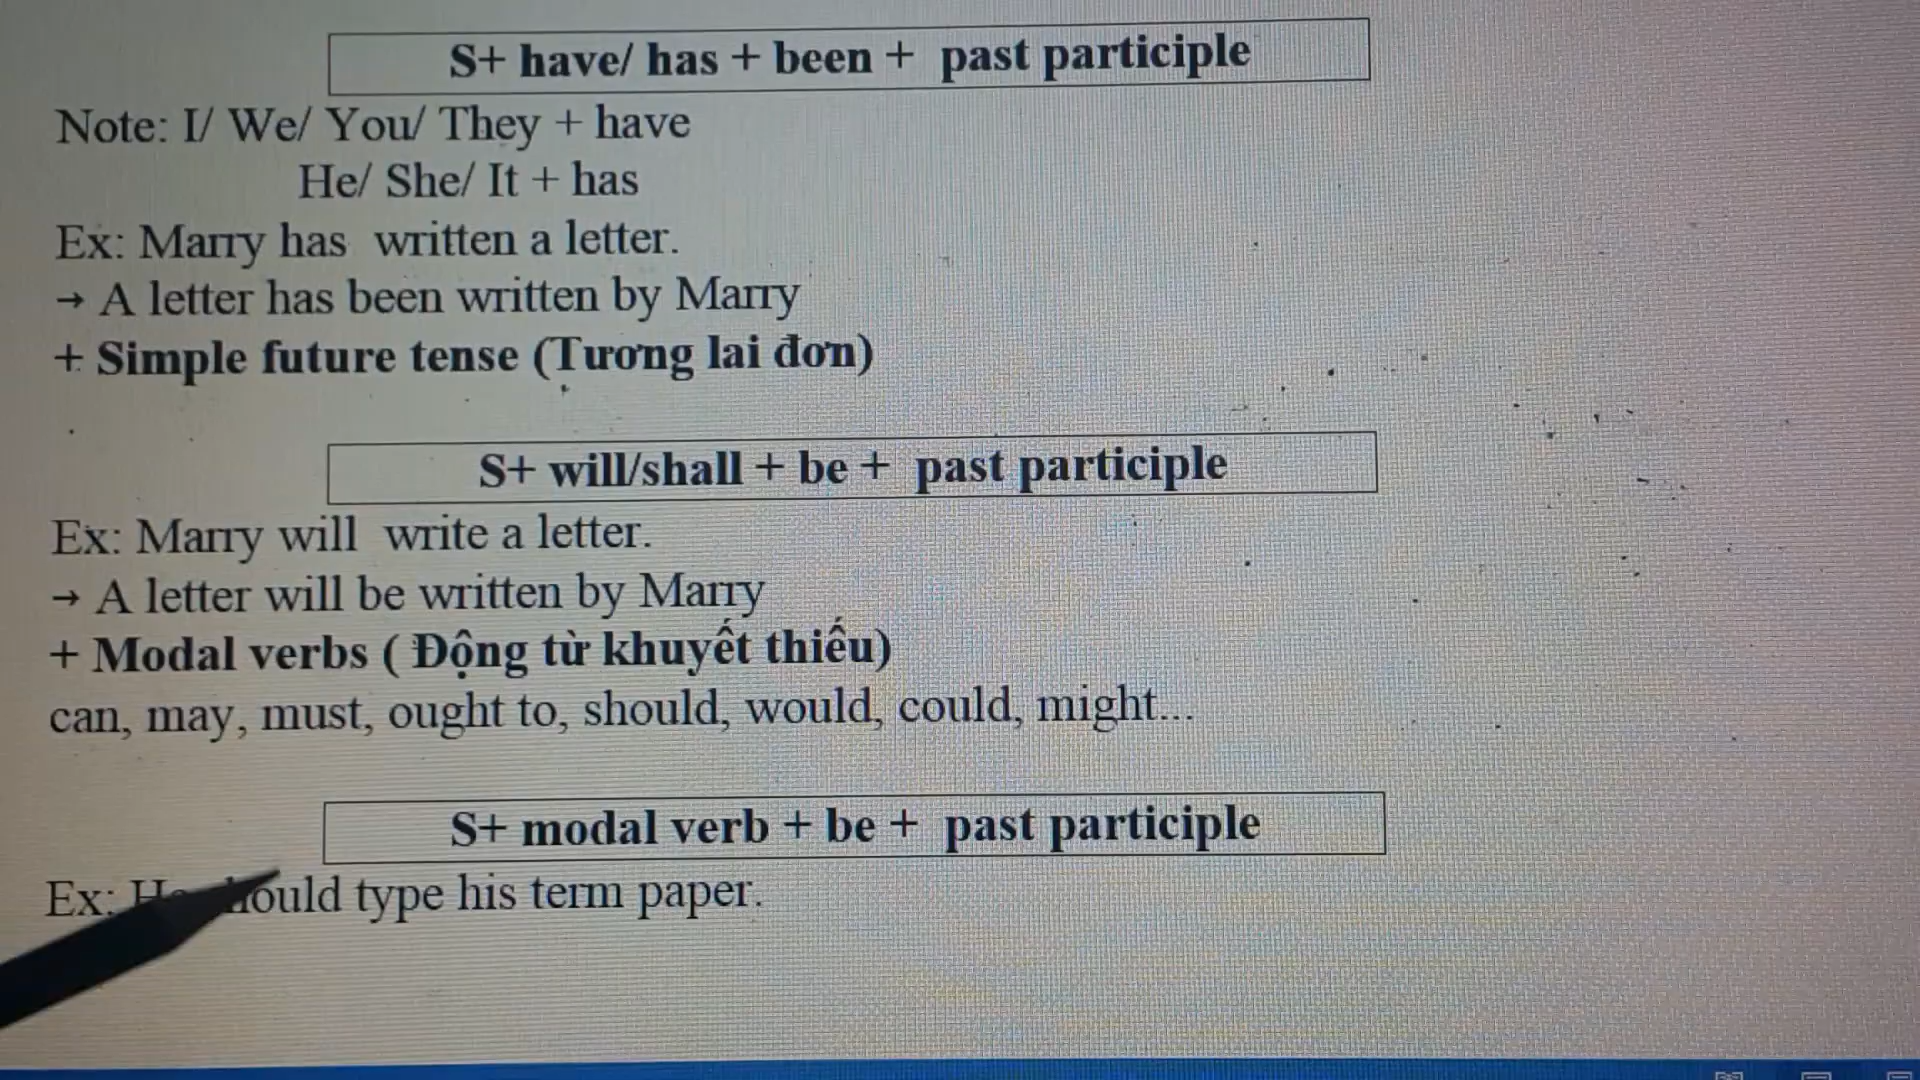 S+ have/ has + been + past participle
Note: I/ We/ You/ They + have
He/ She/ It + has
Ex: Marry has written a letter.
→ A letter has been written by Marry
+ Simple future tense (Tương lai đơn)
S+ will/shall + be + past participle
Ex: Marry will write a letter.
→ A letter will be written by Marry
+ Modal verbs ( Động từ khuyết thiếu)
can, may, must, ought to, should, would, could, might...
S+ modal verb + be + past participle
Ex: type his term paper.